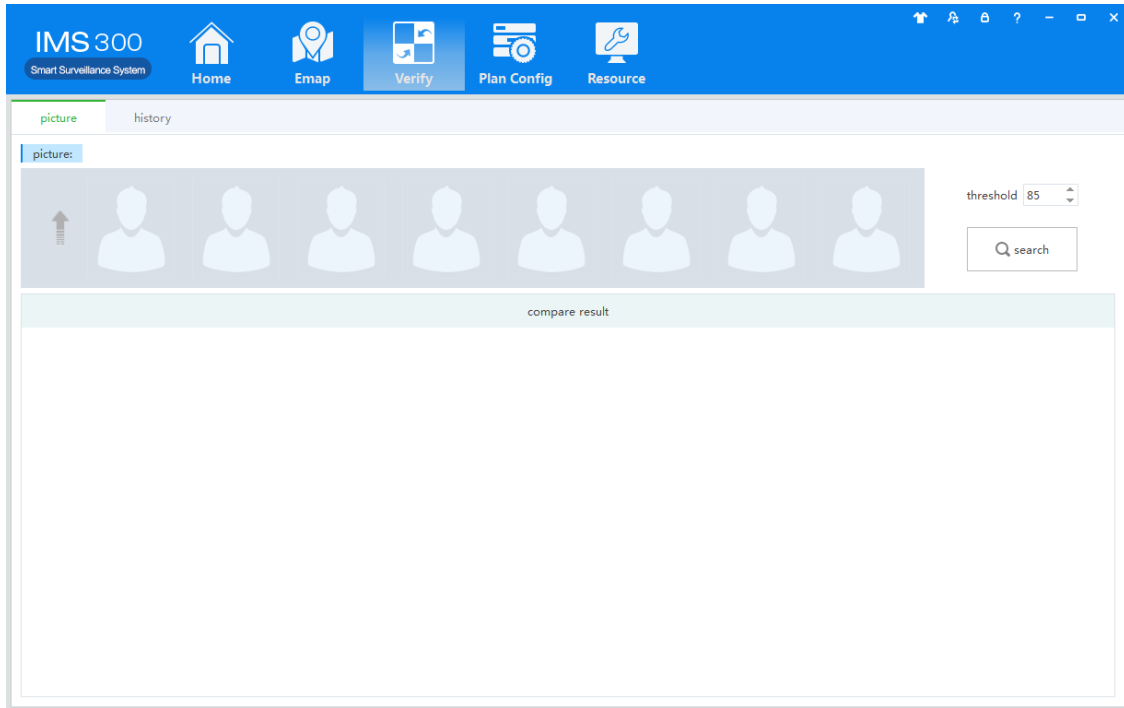 IMS 300
Smart Surveillance System
Home
Emap
Verify
Plan Config
Resource
?
picture
history
picture:
threshold 85
search
compare result